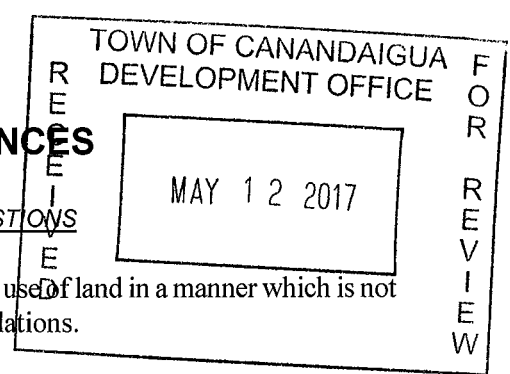 TOWN OF CANANDAIGUA
DEVELOPMENT OFFICE
RECEIVED
FOR REVIEW
MAY 12 2017
NCES
STIONS
use of land in a manner which is not
lations.